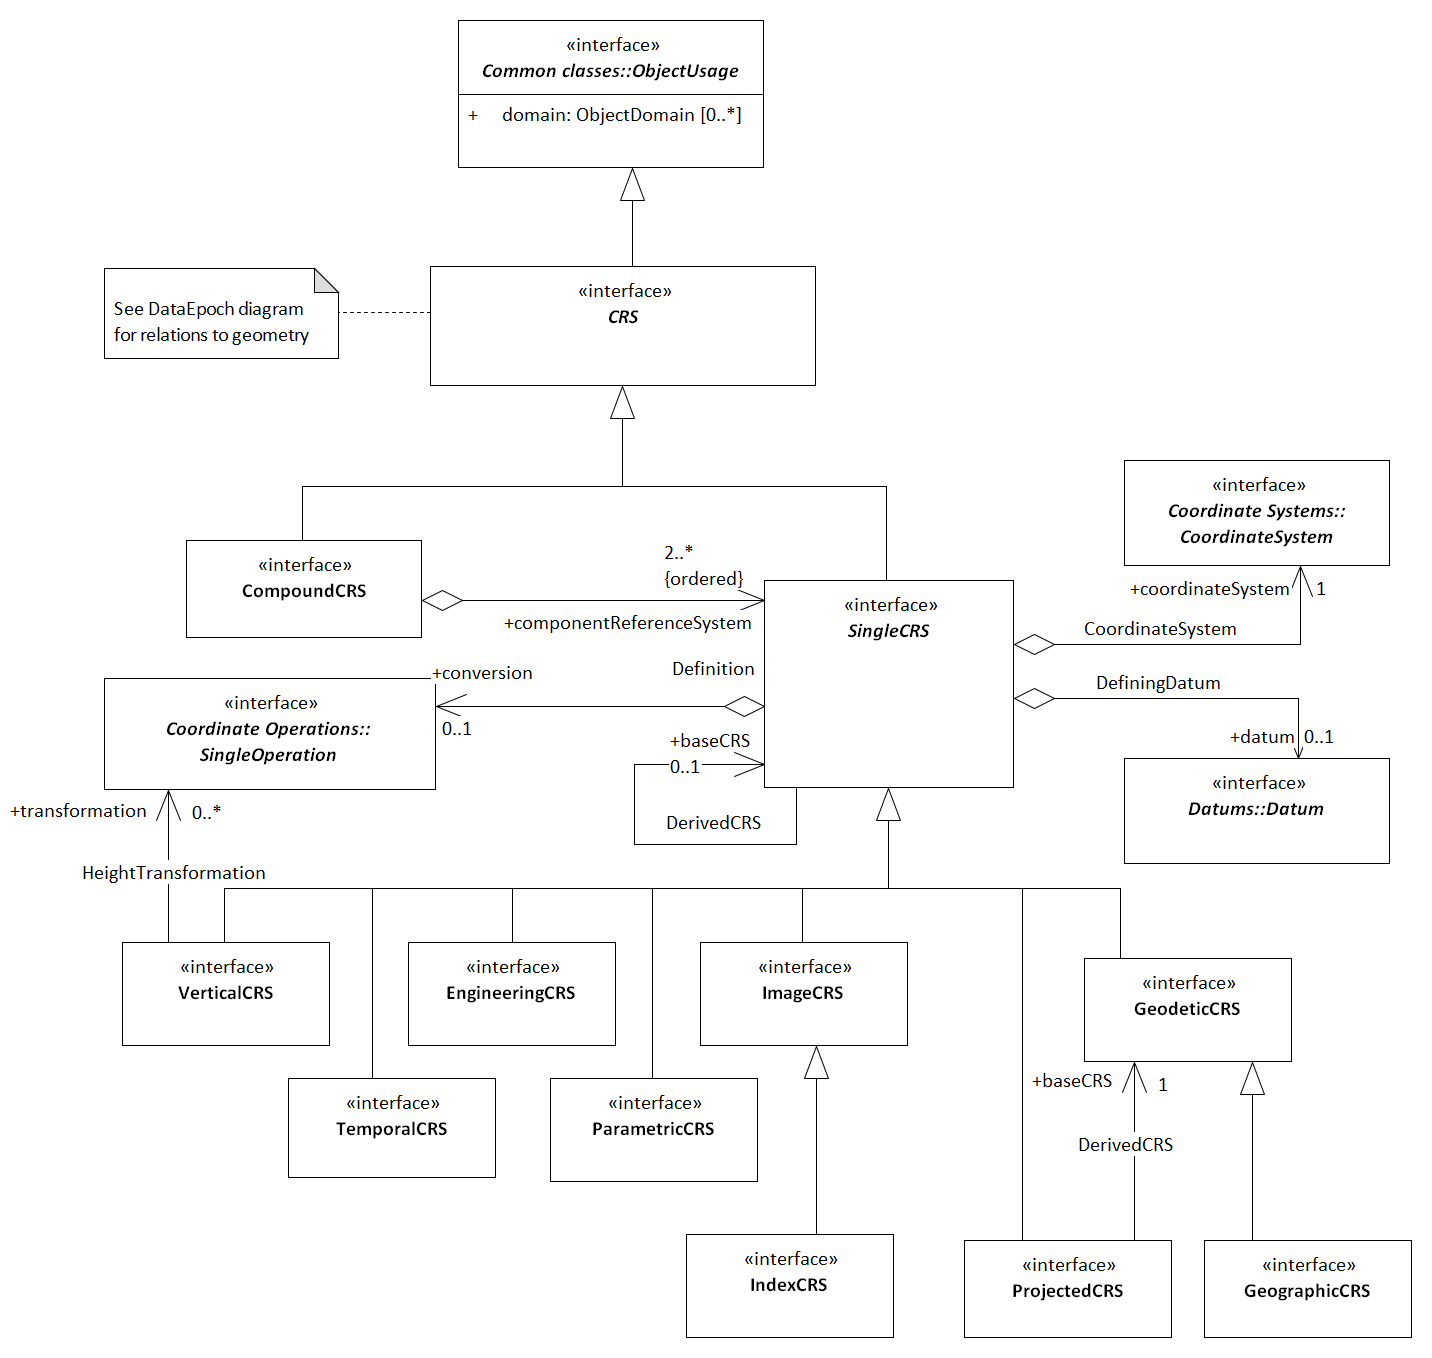 «interface»
Common classes::ObjectUsage
+ domain: ObjectDomain [0..*]
See DataEpoch diagram
for relations to geometry
«interface»
CRS
«interface»
Coordinate Systems::
CoordinateSystem
«interface»
CompoundCRS
2..*
{ordered}
+componentReferenceSystem
«interface»
SingleCRS
+coordinateSystem
1
CoordinateSystem
Definition
+conversion
0..1
DefiningDatum
+datum
0..1
«interface»
Coordinate Operations::
SingleOperation
+baseCRS
0..1
DerivedCRS
«interface»
Datums::Datum
+transformation
0..*
HeightTransformation
«interface»
VerticalCRS
«interface»
EngineeringCRS
«interface»
ImageCRS
«interface»
GeodeticCRS
«interface»
TemporalCRS
«interface»
ParametricCRS
+baseCRS
1
DerivedCRS
«interface»
IndexCRS
«interface»
ProjectedCRS
«interface»
GeographicCRS